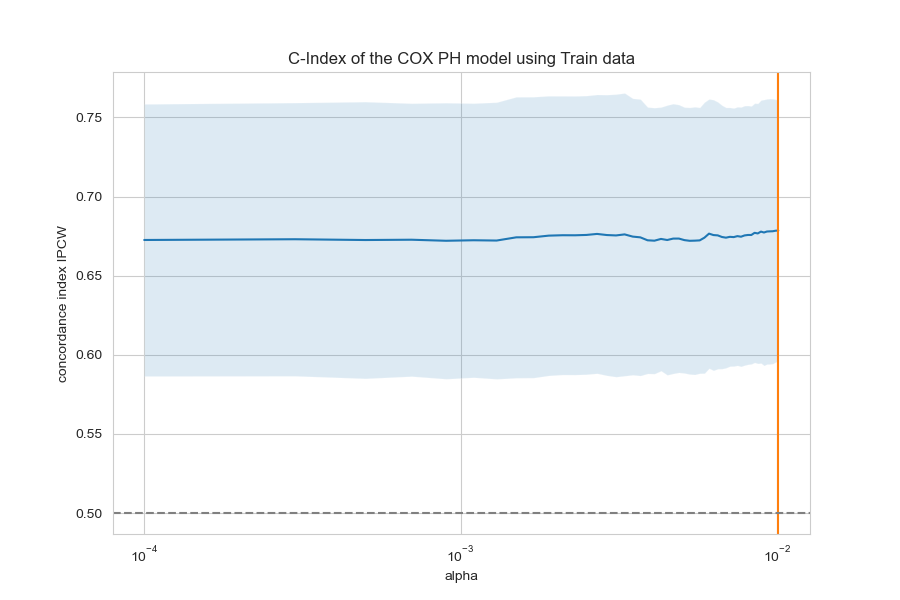 C-Index of the COX PH model using Train data
concordance index IPCW
0.75
0.70
0.65
0.60
0.55
0.50
10⁻⁴ 10⁻³ 10⁻²
alpha